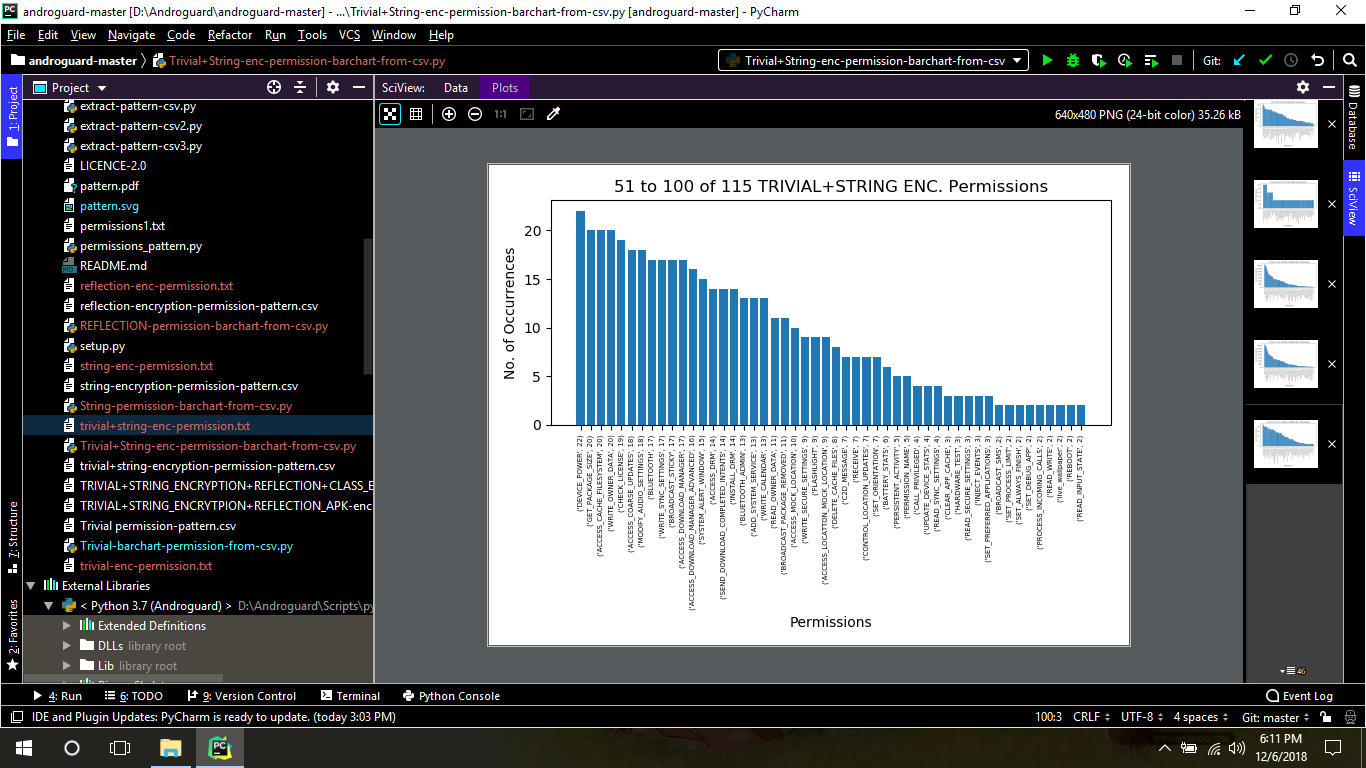 androguard-master [D:\Androguard\androguard-master] - ...\Trivial+String-enc-permission-barchart-from-csv.py [androguard-master] - PyCharm
File Edit View Navigate Code Refactor Run Tools VCS Window Help
androguard-master Trivial+String-enc-permission-barchart-from-csv.py
Trivial+String-enc-permission-barchart-from-csv
Git:
1: Project
Project
extract-pattern-csv.py
extract-pattern-csv2.py
extract-pattern-csv3.py
LICENCE-2.0
pattern.pdf
pattern.svg
permissions1.txt
permissions_pattern.py
README.md
reflection-enc-permission.txt
reflection-encryption-permission-pattern.csv
REFLECTION-permission-barchart-from-csv.py
setup.py
string-enc-permission.txt
string-encryption-permission-pattern.csv
String-permission-barchart-from-csv.py
trivial+string-enc-permission.txt
Trivial+String-enc-permission-barchart-from-csv.py
trivial+string-encryption-permission-pattern.csv
TRIVIAL+STRING_ENCRYPTION+REFLECTION+CLASS_E
TRIVIAL+STRING_ENCRYTPION+REFLECTION_APK-enc
Trivial permission-pattern.csv
Trivial-barchart-permission-from-csv.py
trivial-enc-permission.txt
External Libraries
< Python 3.7 (Androguard) > D:\Androguard\Scripts\py
Extended Definitions
DLLs library root
Lib library root
7: Structure
2: Favorites
SciView: Data Plots
1:1
640x480 PNG (24-bit color) 35.26 kB
51 to 100 of 115 TRIVIAL+STRING ENC. Permissions
No. of Occurrences
20
15
10
5
0
('DEVICE_POWER', 22)
('GET_PACKAGE_SIZE', 20)
('ACCESS_CACHE_FILESYSTEM', 20)
('WRITE_OWNER_DATA', 20)
('CHECK_LICENSE', 19)
('ACCESS_COARSE_UPDATES', 18)
('MODIFY_AUDIO_SETTINGS', 18)
('BLUETOOTH', 17)
('WRITE_SYNC_SETTINGS', 17)
('BROADCAST_STICKY', 17)
('ACCESS_DOWNLOAD_MANAGER', 17)
('ACCESS_DOWNLOAD_MANAGER_ADVANCED', 16)
('SYSTEM_ALERT_WINDOW', 15)
('ACCESS_DRM', 14)
('SEND_DOWNLOAD_COMPLETED_INTENTS', 14)
('INSTALL_DRM', 14)
('BLUETOOTH_ADMIN', 13)
('ADD_SYSTEM_SERVICE', 13)
('WRITE_CALENDAR', 13)
('READ_OWNER_DATA', 11)
('BROADCAST_PACKAGE_REMOVED', 11)
('ACCESS_MOCK_LOCATION', 10)
('WRITE_SECURE_SETTINGS', 9)
('FLASHLIGHT', 9)
('ACCESS_LOCATION_MOCK_LOCATION', 9)
('DELETE_CACHE_FILES', 8)
('C2D_MESSAGE', 7)
('RECEIVE', 7)
('CONTROL_LOCATION_UPDATES', 7)
('SET_ORIENTATION', 7)
('BATTERY_STATS', 6)
('PERSISTENT_ACTIVITY', 5)
('PERMISSION_NAME', 5)
('CALL_PRIVILEGED', 4)
('UPDATE_DEVICE_STATS', 4)
('READ_SYNC_SETTINGS', 4)
('CLEAR_APP_CACHE', 3)
('HARDWARE_TEST', 3)
('READ_SECURE_SETTINGS', 3)
('INJECT_EVENTS', 3)
('SET_PREFERRED_APPLICATIONS', 3)
('BROADCAST_SMS', 2)
('SET_PROCESS_LIMIT', 2)
('SET_ALWAYS_FINISH', 2)
('SET_DEBUG_APP', 2)
('PROCESS_INCOMING_CALLS', 2)
('READ_WRITE', 2)
('live_wallpaper', 2)
('REBOOT', 2)
('READ_INPUT_STATE', 2)
Permissions
46
Database
SciView
4: Run 6: TODO 9: Version Control Terminal Python Console Event Log
IDE and Plugin Updates: PyCharm is ready to update. (today 3:03 PM) 100:3 CRLF UTF-8 4 spaces Git: master
6:11 PM
12/6/2018